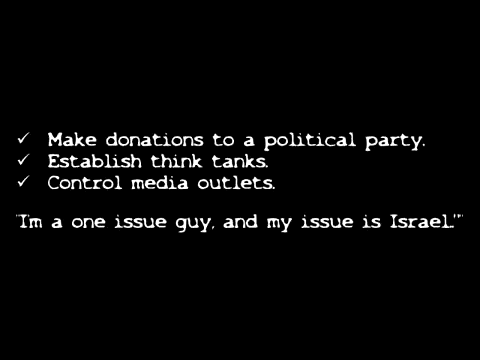 ✓ Make donations to a political party.
✓ Establish think tanks.
✓ Control media outlets.
"I'm a one issue guy, and my issue is Israel.""